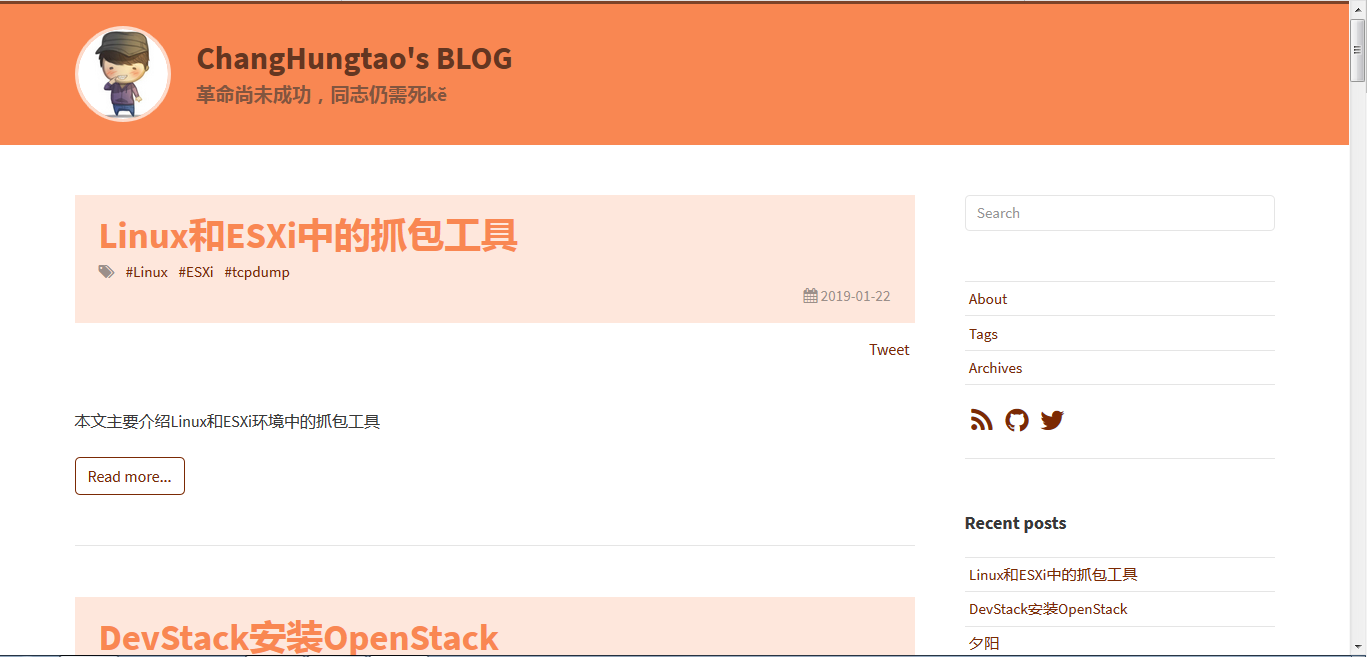 ChangHungtao's BLOG
革命尚未成功，同志仍需死kě
Linux和ESXi中的抓包工具
#Linux #ESXi #tcpdump
2019-01-22
Tweet
本文主要介绍Linux和ESXi环境中的抓包工具
Read more...
DevStack安装OpenStack
Search
About
Tags
Archives
Recent posts
Linux和ESXi中的抓包工具
DevStack安装OpenStack
夕阳